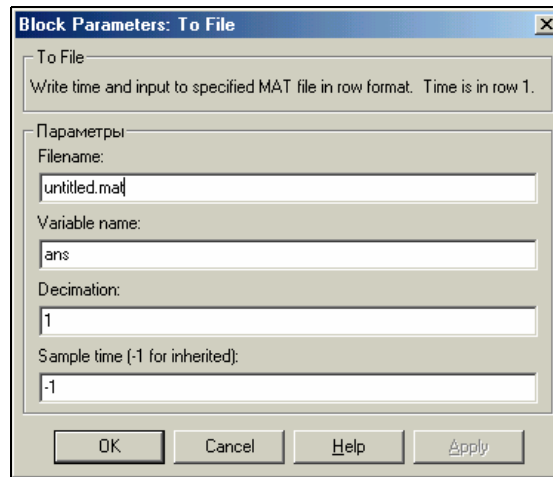 Block Parameters: To File
To File
Write time and input to specified MAT file in row format.  Time is in row 1.
Параметры
Filename:
untitled.mat
Variable name:
ans
Decimation:
1
Sample time (-1 for inherited):
-1
OK
Cancel
Help
Apply